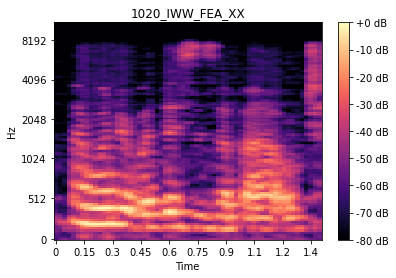 1020_IWW_FEA_XX
+0 dB
8192
-10 dB
4096
-20 dB
-30 dB
2048
Hz
-40 dB
1024
-50 dB
-60 dB
512
-70 dB
0
-80 dB
0 0.15 0.3 0.45 0.6 0.75 0.9 1.1 1.2 1.4
Time